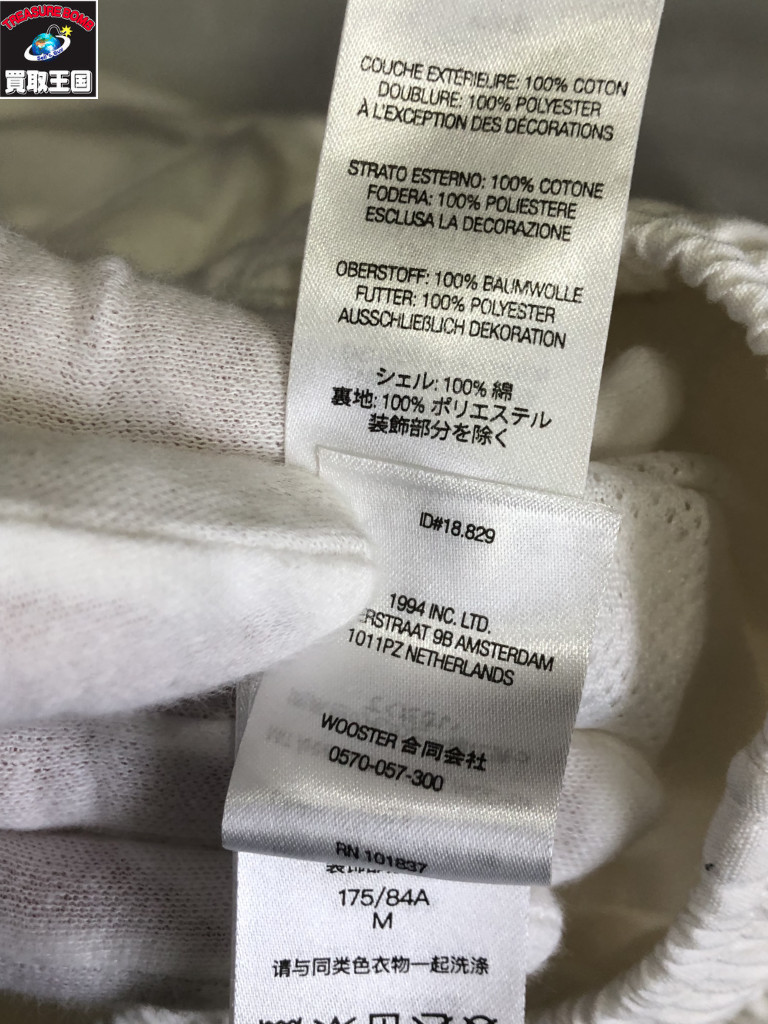 TREASURE BOMB
買取王国
COUCHE EXTÉRIEURE: 100% COTON
DOUBLURE: 100% POLYESTER
À L'EXCEPTION DES DÉCORATIONS
STRATO ESTERNO: 100% COTONE
FODERA: 100% POLIESTERE
ESCLUSA LA DECORAZIONE
OBERSTOFF: 100% BAUMWOLLE
FUTTER: 100% POLYESTER
AUSSCHLIEßLICH DEKORATION
シェル: 100% 綿
裏地: 100% ポリエステル
装飾部分を除く
ID#18.829
1994 INC. LTD.
9B AMSTERDAM
1011PZ NETHERLANDS
WOOSTER 合同会社
0570-057-300
RN 101837
175/84A
M
请与同类色衣物一起洗涤